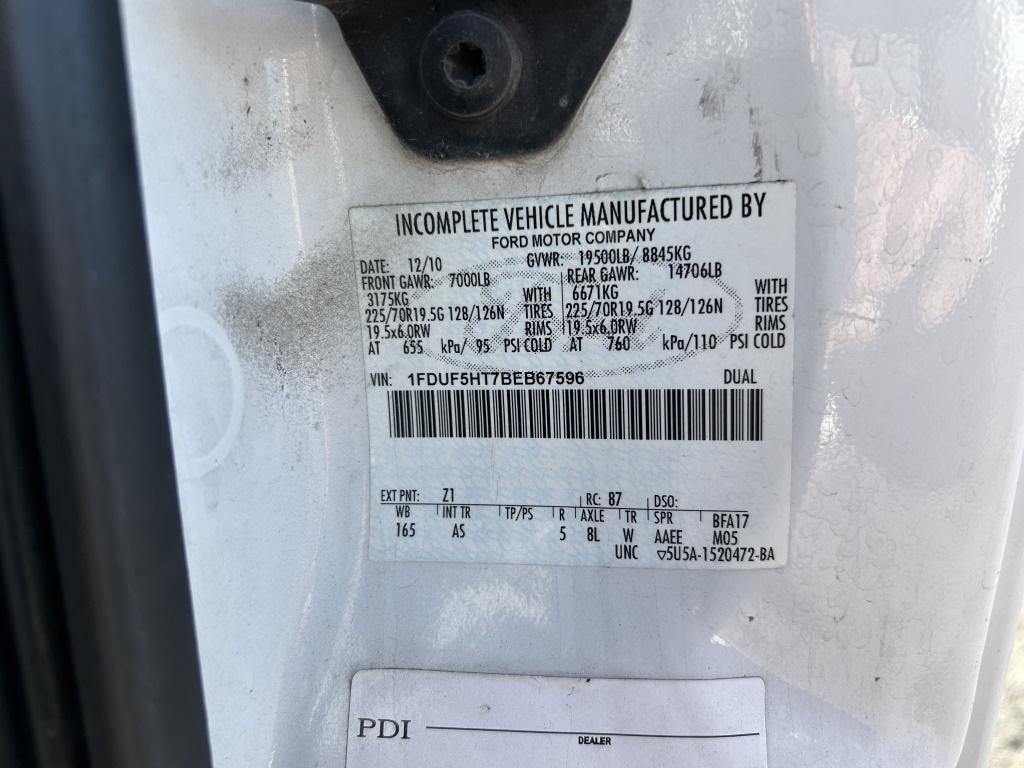 INCOMPLETE VEHICLE MANUFACTURED BY
FORD MOTOR COMPANY
DATE: 12/10 GVWR: 19500LB/ 8845KG
FRONT GAWR: 7000LB REAR GAWR: 14706LB
3175KG WITH 6671KG WITH
225/70R19.5G 128/126N TIRES 225/70R19.5G 128/126N TIRES
19.5x6.0RW RIMS 19.5x6.0RW RIMS
AT 655 kPa/ 95 PSI COLD AT 760 kPa/110 PSI COLD
VIN: 1FDUF5HT7BEB67596 DUAL
EXT PNT: Z1 RC: 87 DSO:
WB INT TR TP/PS R AXLE TR SPR BFA17
165 AS 5 8L W AAEE M05
UNC ▽5U5A-1520472-BA
PDI
DEALER